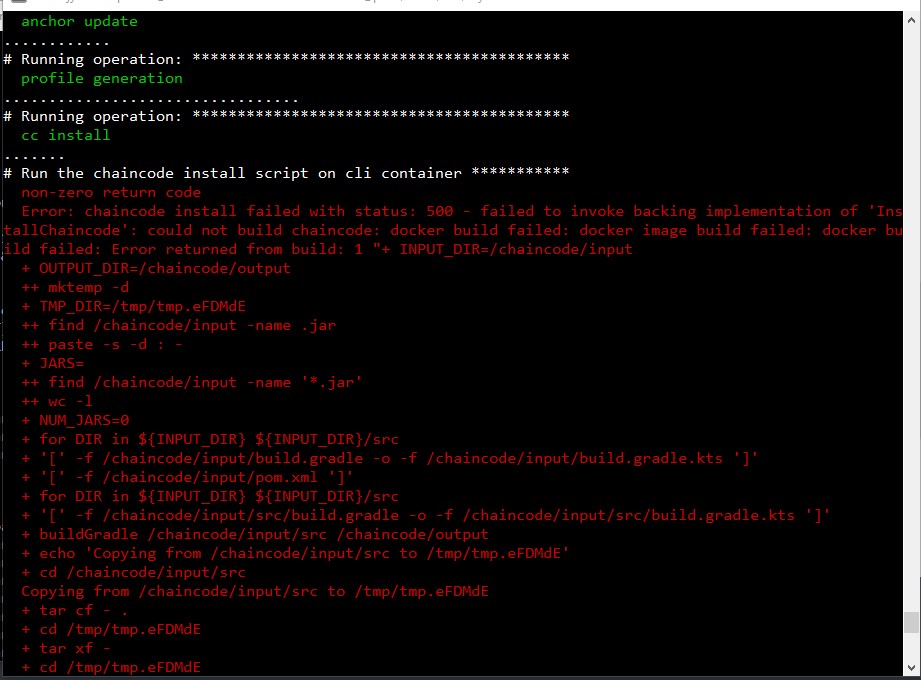 anchor update
............
# Running operation: ******************************************
profile generation
.................................
# Running operation: ******************************************
cc install
.......
# Run the chaincode install script on cli container ***********
non-zero return code
Error: chaincode install failed with status: 500 - failed to invoke backing implementation of 'Ins
tallChaincode': could not build chaincode: docker build failed: docker image build failed: docker bu
ild failed: Error returned from build: 1 "+ INPUT_DIR=/chaincode/input
+ OUTPUT_DIR=/chaincode/output
++ mktemp -d
+ TMP_DIR=/tmp/tmp.eFDMdE
++ find /chaincode/input -name .jar
++ paste -s -d : -
+ JARS=
++ find /chaincode/input -name '*.jar'
++ wc -l
+ NUM_JARS=0
+ for DIR in ${INPUT_DIR} ${INPUT_DIR}/src
+ '[' -f /chaincode/input/build.gradle -o -f /chaincode/input/build.gradle.kts ']'
+ '[' -f /chaincode/input/pom.xml ']'
+ for DIR in ${INPUT_DIR} ${INPUT_DIR}/src
+ '[' -f /chaincode/input/src/build.gradle -o -f /chaincode/input/src/build.gradle.kts ']'
+ buildGradle /chaincode/input/src /chaincode/output
+ echo 'Copying from /chaincode/input/src to /tmp/tmp.eFDMdE'
+ cd /chaincode/input/src
Copying from /chaincode/input/src to /tmp/tmp.eFDMdE
+ tar cf - .
+ cd /tmp/tmp.eFDMdE
+ tar xf -
+ cd /tmp/tmp.eFDMdE